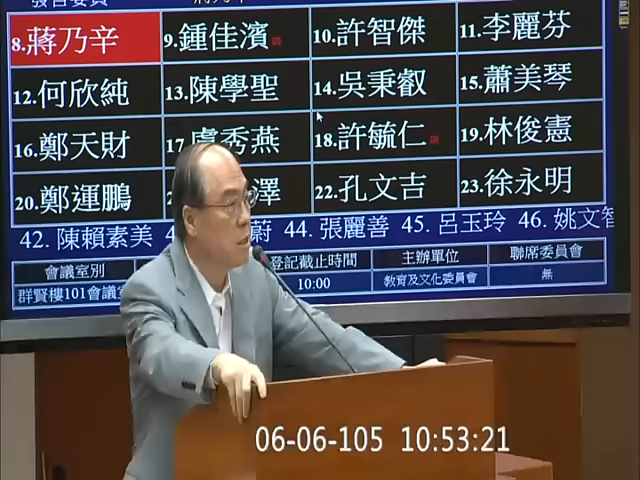 8.蔣乃辛 9.鍾佳濱 10.許智傑 11.李麗芬
12.何欣純 13.陳學聖 14.吳秉叡 15.蕭美琴
16.鄭天財 17 盧秀燕 18.許毓仁 19.林俊憲
20.鄭運鵬 澤 22.孔文吉 23.徐永明
42. 陳賴素美 蔚 44. 張麗善 45. 呂玉玲 46. 姚文智
會議室別 登記截止時間 主辦單位 聯席委員會
群賢樓101會議室 10:00 教育及文化委員會 無
06-06-105 10:53:21